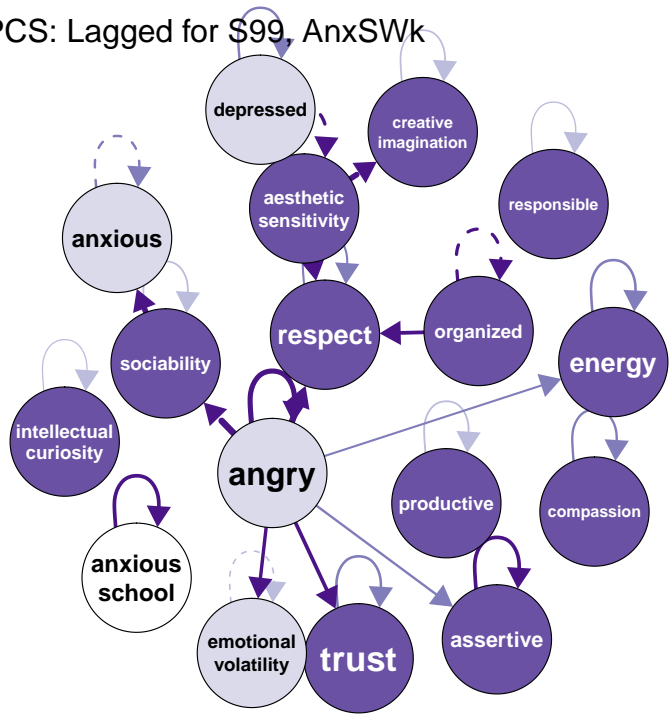 PCS: Lagged for S99, AnxSWk
depressed
creative
imagination
aesthetic
sensitivity
responsible
anxious
respect
organized
sociability
energy
intellectual
curiosity
angry
productive
compassion
anxious
school
emotional
volatility
trust
assertive